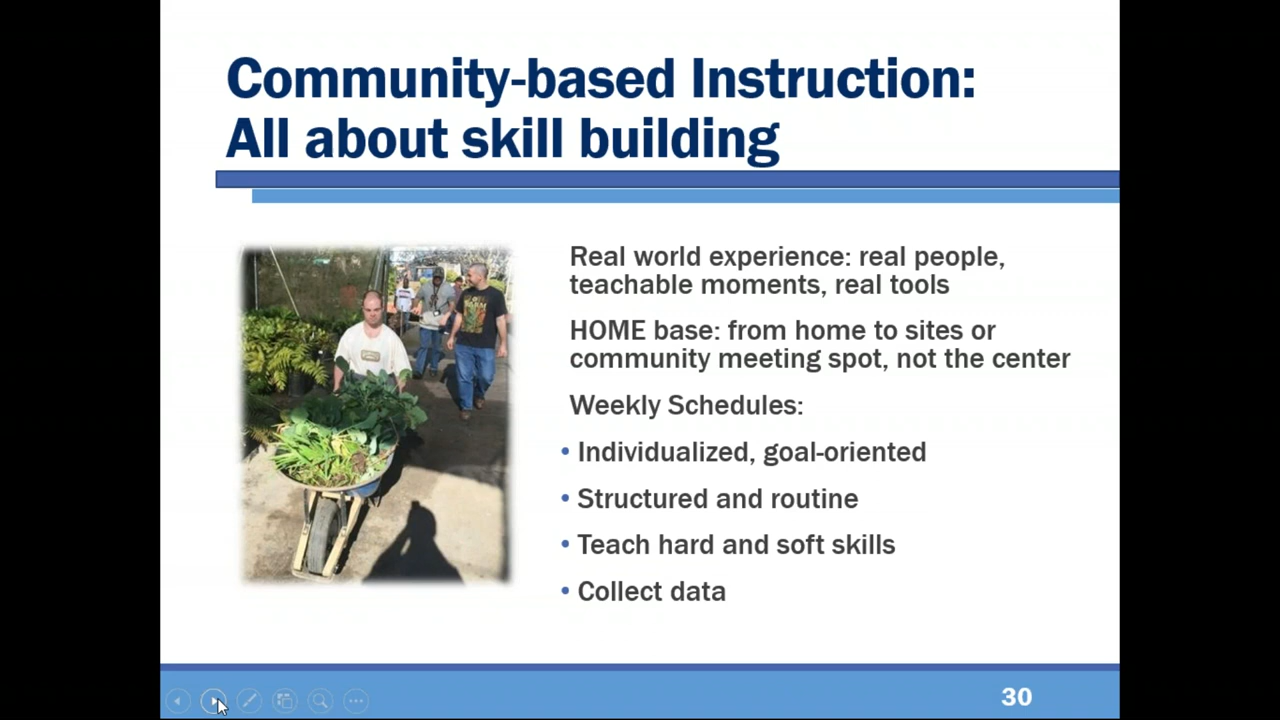 Community-based Instruction:
All about skill building
Real world experience: real people,
teachable moments, real tools
HOME base: from home to sites or
community meeting spot, not the center
Weekly Schedules:
• Individualized, goal-oriented
• Structured and routine
• Teach hard and soft skills
• Collect data
30